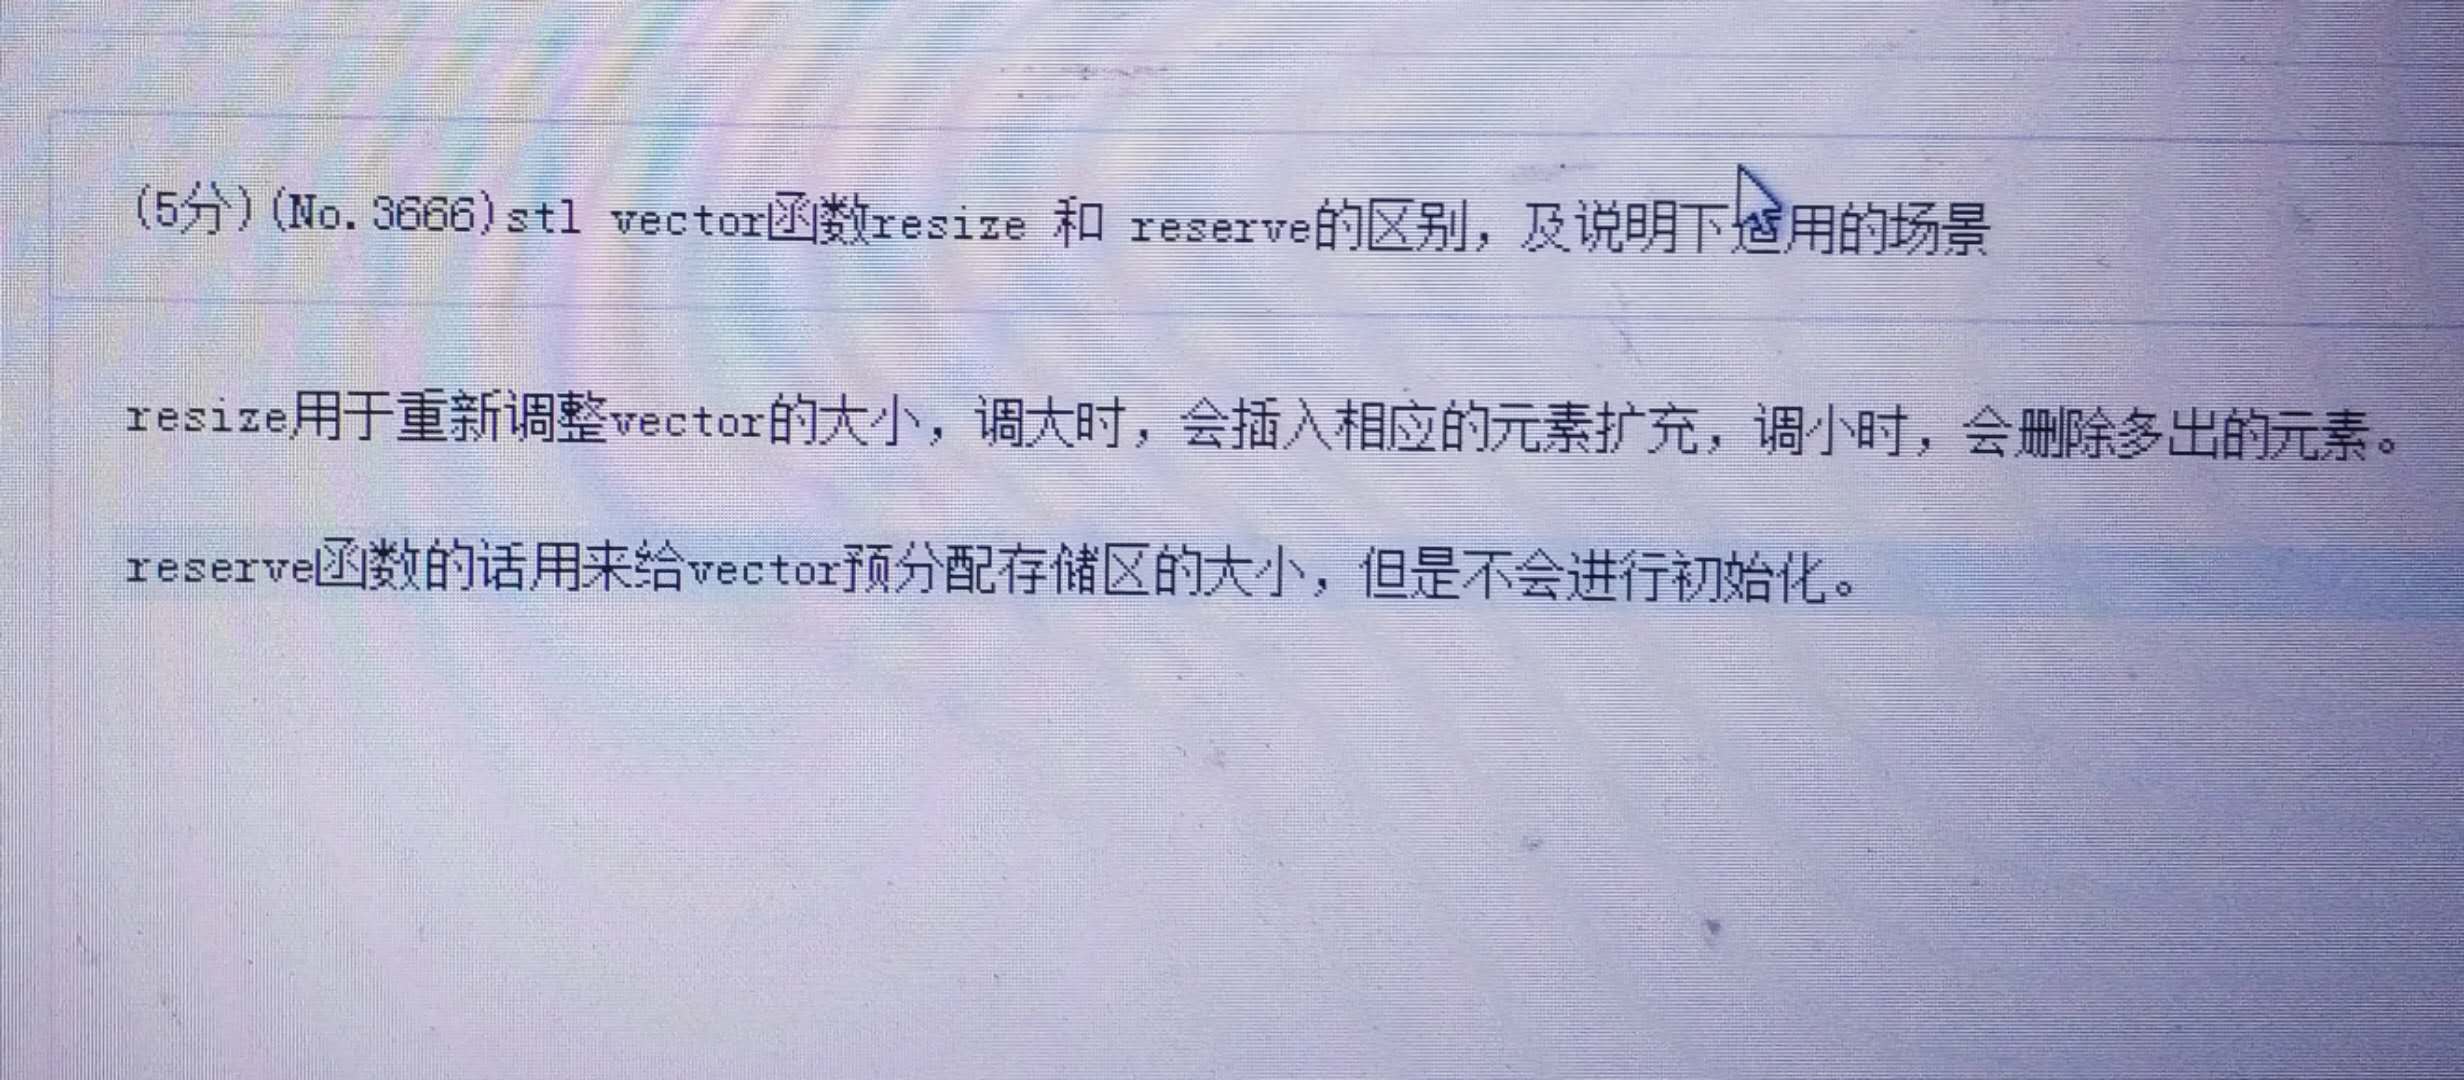 (5分)(No.3666)stl vector函数resize 和 reserve的区别，及说明下适用的场景
resize用于重新调整vector的大小，调大时，会插入相应的元素扩充，调小时，会删除多出的元素。
reserve函数的话用来给vector预分配存储区的大小，但是不会进行初始化。